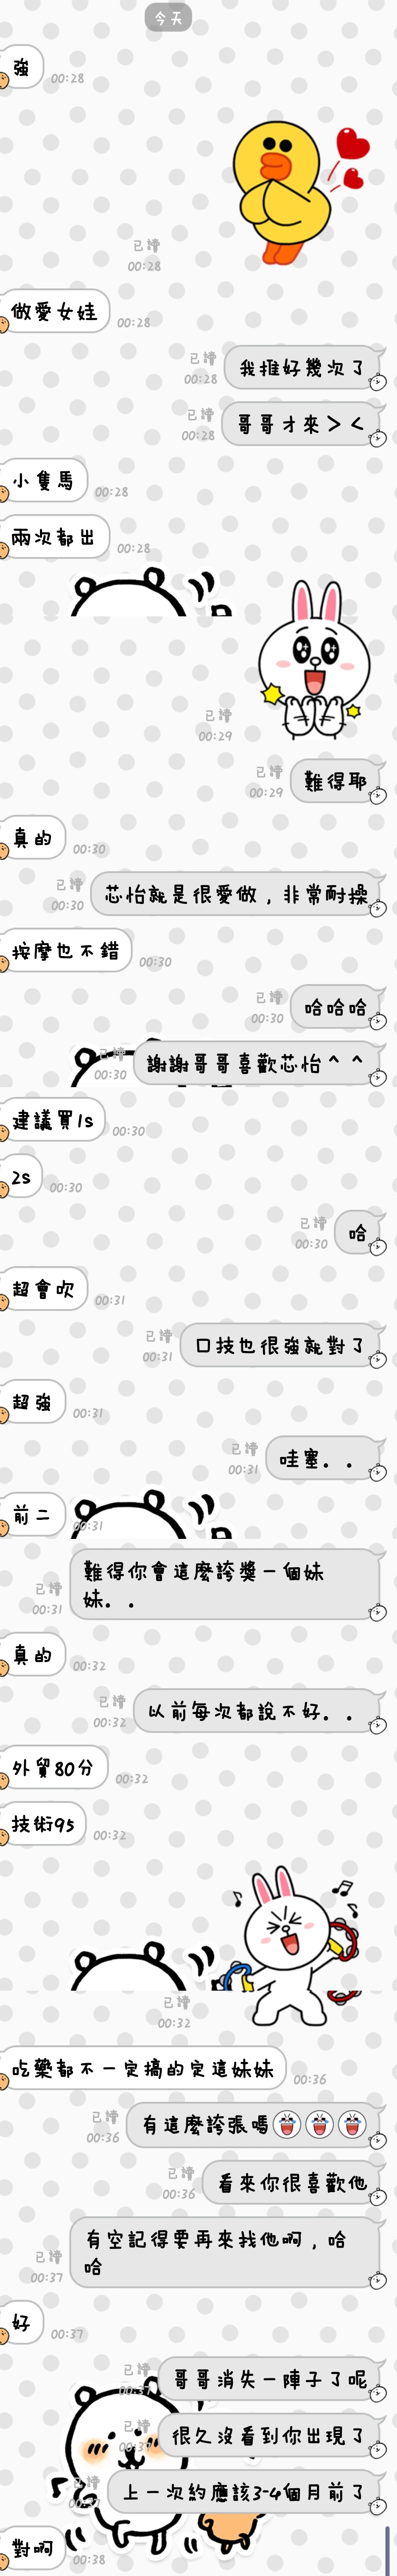 今天
強
00:28
已讀
00:28
做愛女娃
00:28
已讀
00:28
我推好幾次了
已讀
00:28
哥哥才來＞＜
小隻馬
00:28
兩次都出
00:28
已讀
00:29
已讀
00:29
難得耶
真的
00:30
已讀
00:30
芯怡就是很愛做，非常耐操
按摩也不錯
00:30
已讀
00:30
哈哈哈
已讀
00:30
謝謝哥哥喜歡芯怡^^
建議買1s
00:30
2s
00:30
已讀
00:30
哈
超會吹
00:31
已讀
00:31
口技也很強就對了
超強
00:31
已讀
00:31
哇塞．．
前二
00:31
已讀
00:31
難得你會這麼誇獎一個妹
妹．．
真的
00:32
已讀
00:32
以前每次都說不好．．
外貿80分
00:32
技術95
00:32
已讀
00:32
吃藥都不一定搞的定這妹妹
00:36
已讀
00:36
有這麼誇張嗎
已讀
00:36
看來你很喜歡他
已讀
00:37
有空記得要再來找他啊，哈
哈
好
00:37
已讀
00:37
哥哥消失一陣子了呢
已讀
很久沒看到你出現了
已讀
上一次約應該3-4個月前了
對啊
00:38